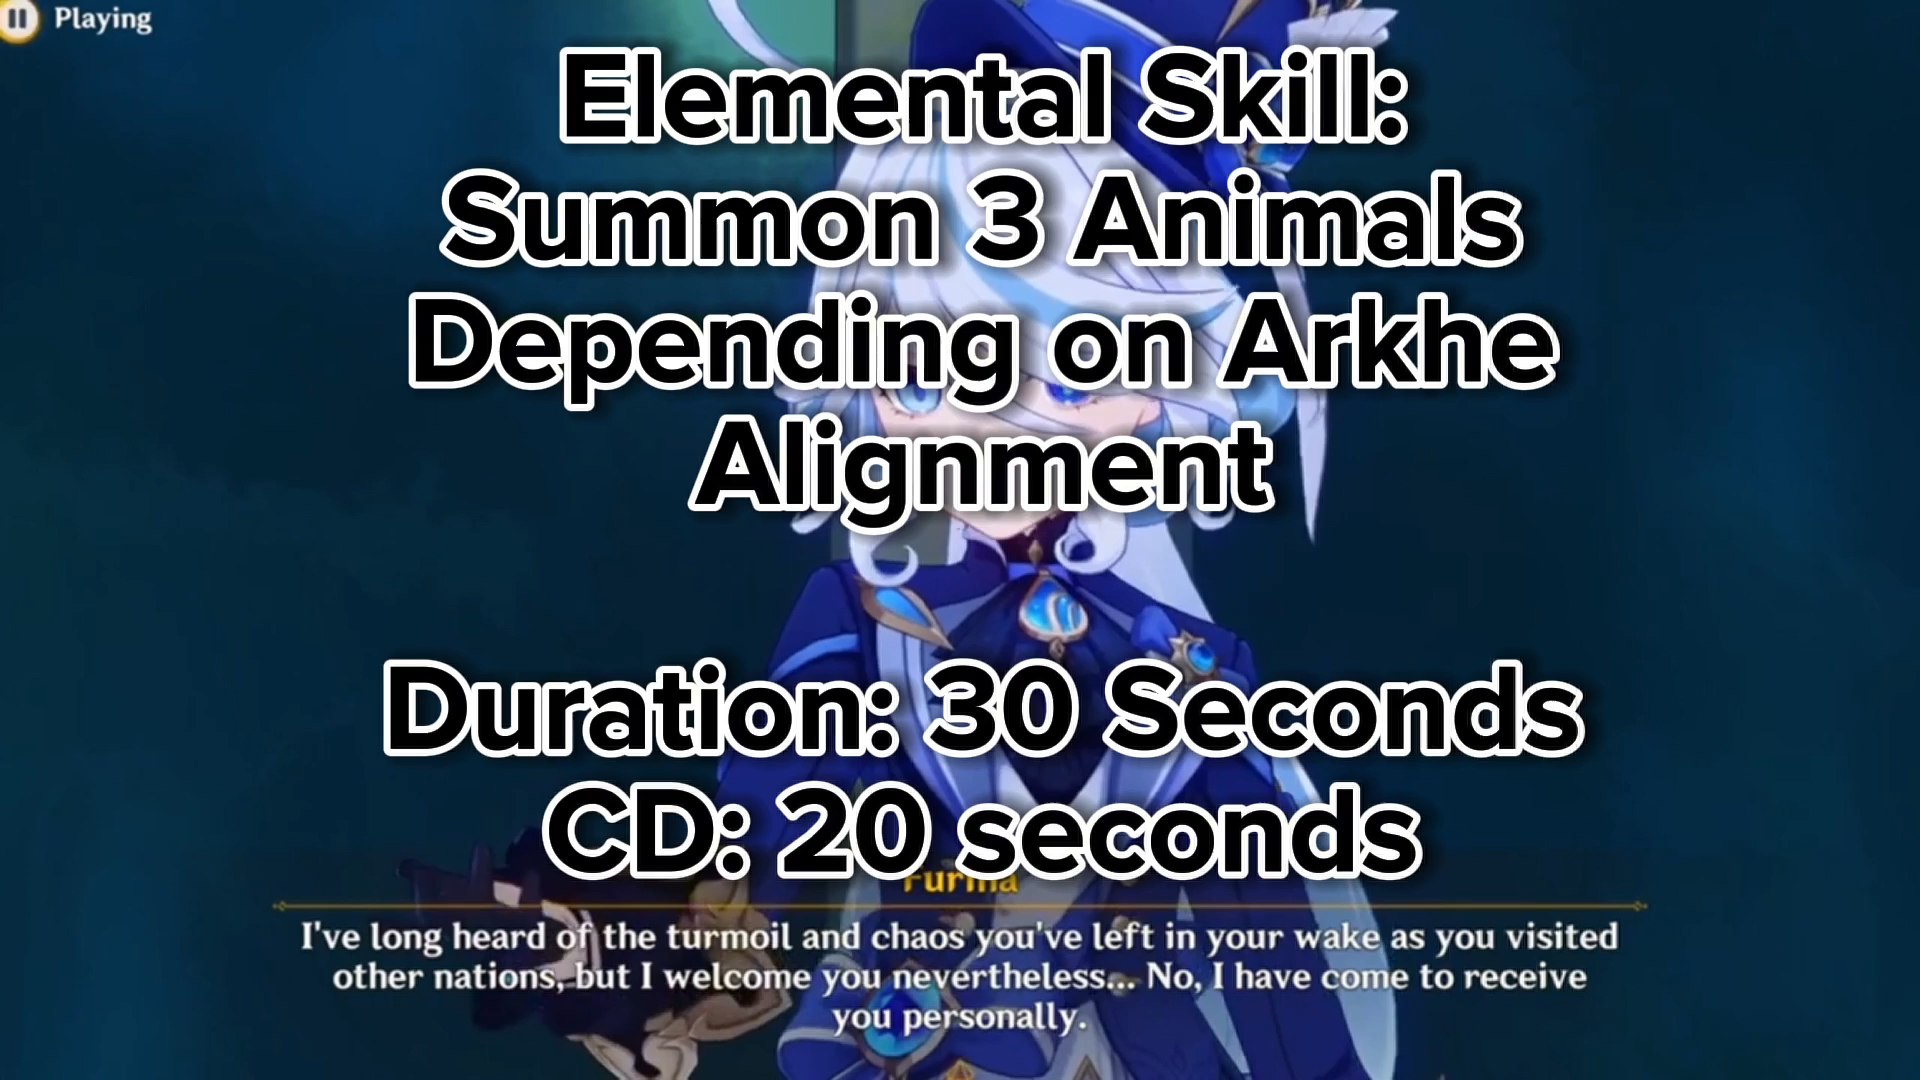 Playing
Elemental Skill:
Summon 3 Animals
Depending on Arkhe
Alignment
Duration: 30 Seconds
CD: 20 seconds
Furina
I've long heard of the turmoil and chaos you've left in your wake as you visited
other nations, but I welcome you nevertheless... No, I have come to receive
you personally.